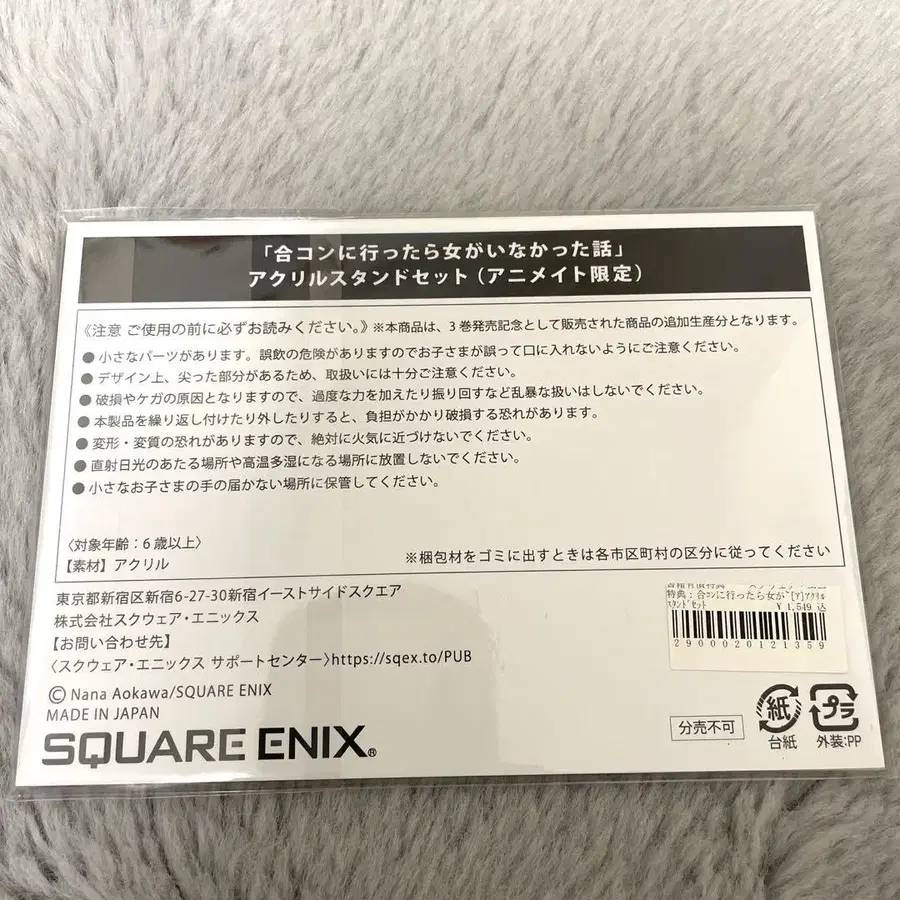 「合コンに行ったら女がいなかった話」
アクリルスタンドセット（アニメイト限定）
《注意 ご使用の前に必ずお読みください。》※本商品は、3巻発売記念として販売された商品の追加生産分となります。
●小さなパーツがあります。誤飲の危険がありますのでお子さまが誤って口に入れないようにご注意ください。
●デザイン上、尖った部分があるため、取扱いには十分ご注意ください。
●破損やケガの原因となりますので、過度な力を加えたり振り回すなど乱暴な扱いはしないでください。
●本製品を繰り返し付けたり外したりすると、負担がかかり破損する恐れがあります。
●変形・変質の恐れがありますので、絶対に火気に近づけないでください。
●直射日光のあたる場所や高温多湿になる場所に放置しないでください。
●小さなお子さまの手の届かない場所に保管してください。
〈対象年齢：6歳以上〉
【素材】アクリル
※梱包材をゴミに出すときは各市区町村の区分に従ってください
東京都新宿区新宿6-27-30新宿イーストサイドスクエア
株式会社スクウェア・エニックス
【お問い合わせ先】
〈スクウェア・エニックス サポートセンター〉https://sqex.to/PUB
© Nana Aokawa/SQUARE ENIX
MADE IN JAPAN
SQUARE ENIX®
特典：合コンに行ったら女が [ア]アクリル
スタンドセット ¥1,549 込
2900020121359
分売不可
紙
台紙
プラ
外装:PP